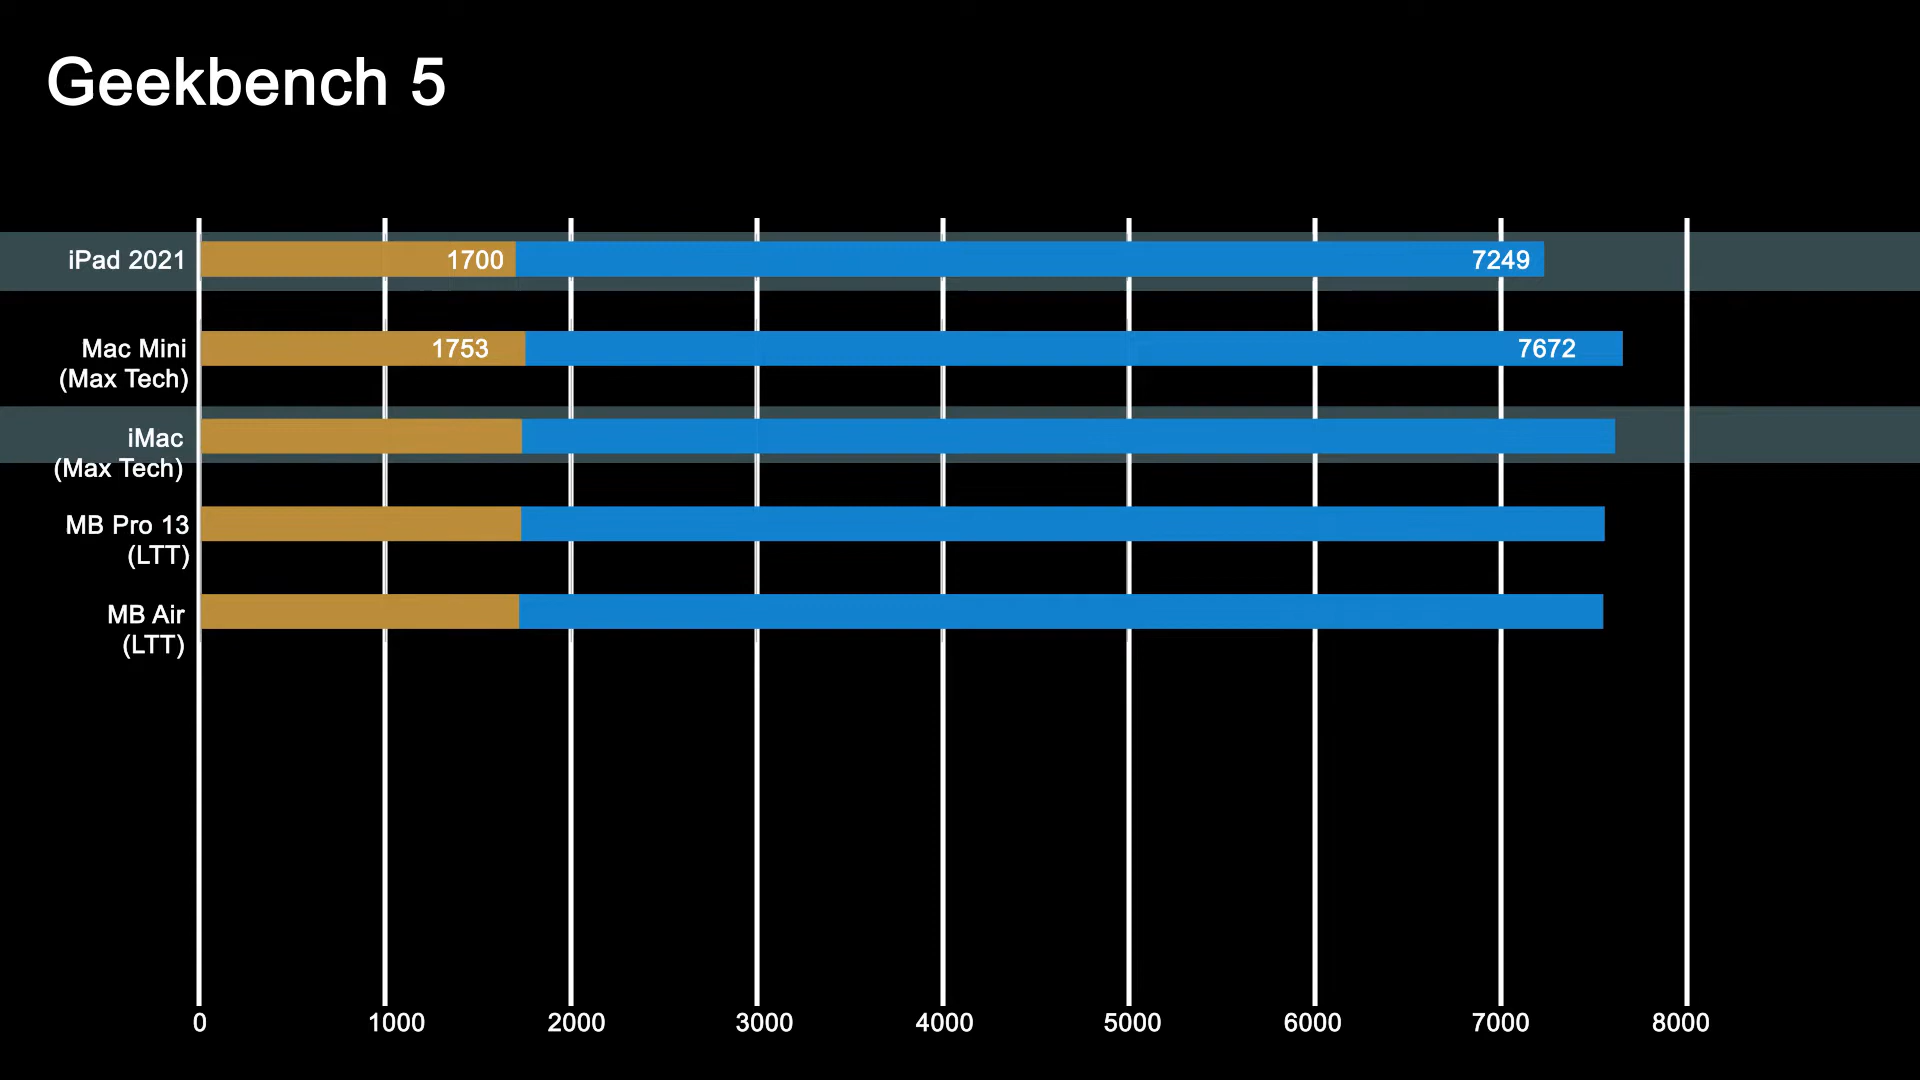 Geekbench 5
iPad 2021
1700
7249
Mac Mini
(Max Tech)
1753
7672
iMac
(Max Tech)
MB Pro 13
(LTT)
MB Air
(LTT)
0 1000 2000 3000 4000 5000 6000 7000 8000